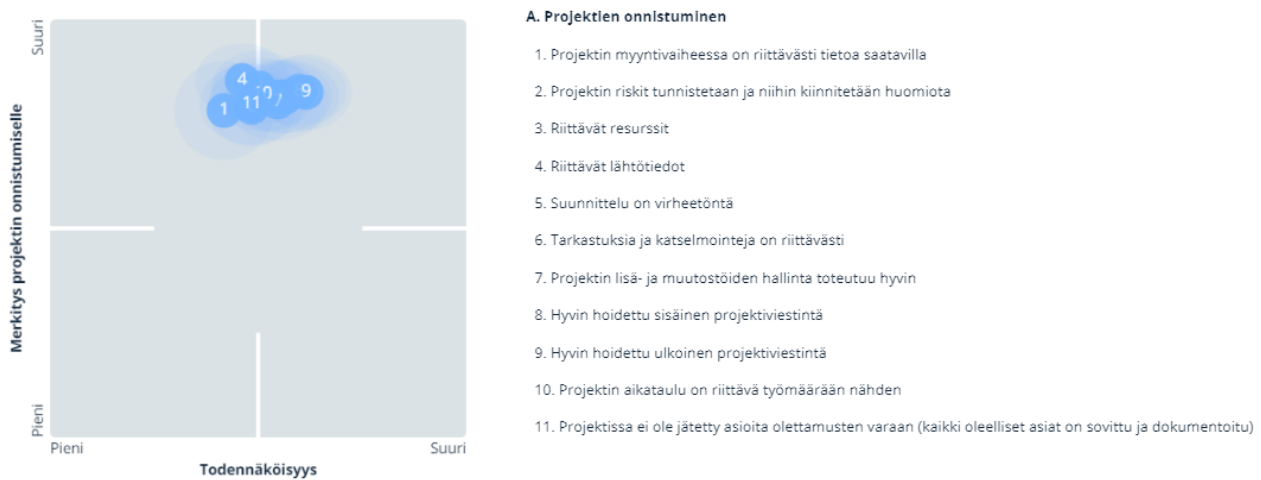 Suuri
Merkitys projektin onnistumiselle
Pieni
Pieni
Suuri
Todennäköisyys
4
9
11
1
A. Projektien onnistuminen
1. Projektin myyntivaiheessa on riittävästi tietoa saatavilla
2. Projektin riskit tunnistetaan ja niihin kiinnitetään huomiota
3. Riittävät resurssit
4. Riittävät lähtötiedot
5. Suunnittelu on virheetöntä
6. Tarkastuksia ja katselmointeja on riittävästi
7. Projektin lisä- ja muutostöiden hallinta toteutuu hyvin
8. Hyvin hoidettu sisäinen projektiviestintä
9. Hyvin hoidettu ulkoinen projektiviestintä
10. Projektin aikataulu on riittävä työmäärään nähden
11. Projektissa ei ole jätetty asioita olettamusten varaan (kaikki oleelliset asiat on sovittu ja dokumentoitu)